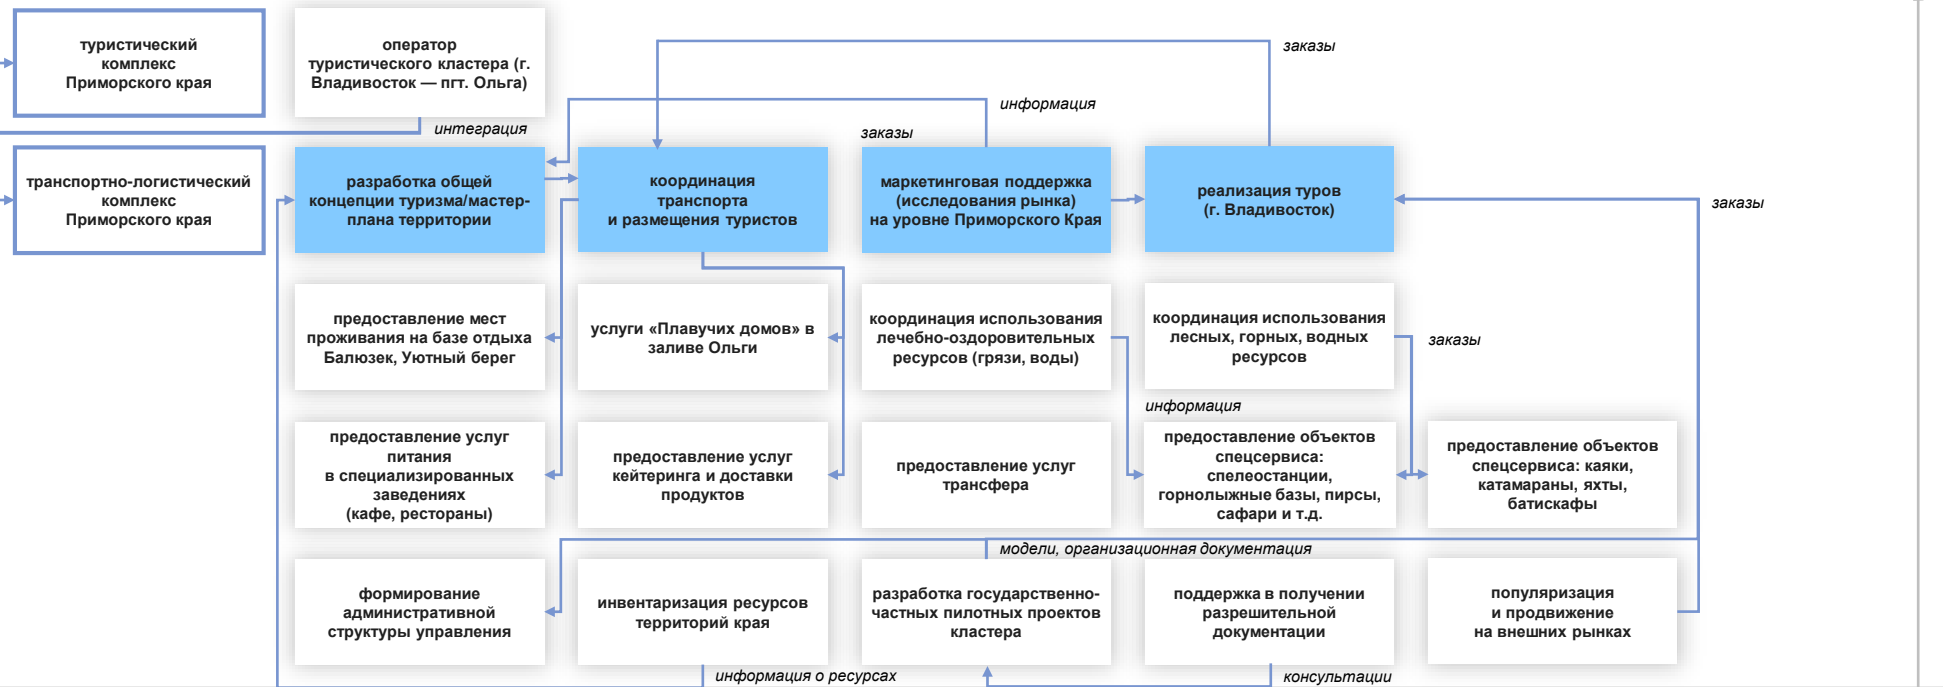 туристический
комплекс
Приморского края
оператор
туристического кластера (г.
Владивосток — пгт. Ольга)
заказы
информация
интеграция
заказы
транспортно-логистический
комплекс
Приморского края
разработка общей
концепции туризма/мастер-
плана территории
координация
транспорта
и размещения туристов
маркетинговая поддержка
(исследования рынка)
на уровне Приморского Края
реализация туров
(г. Владивосток)
заказы
предоставление мест
проживания на базе отдыха
Балюзек, Уютный берег
услуги «Плавучих домов» в
заливе Ольги
координация использования
лечебно-оздоровительных
ресурсов (грязи, воды)
координация использования
лесных, горных, водных
ресурсов
заказы
информация
предоставление услуг
питания
в специализированных
заведениях
(кафе, рестораны)
предоставление услуг
кейтеринга и доставки
продуктов
предоставление услуг
трансфера
предоставление объектов
спецсервиса:
спелеостанции,
горнолыжные базы, пирсы,
сафари и т.д.
предоставление объектов
спецсервиса: каяки,
катамараны, яхты,
батискафы
модели, организационная документация
формирование
административной
структуры управления
инвентаризация ресурсов
территорий края
разработка государственно-
частных пилотных проектов
кластера
поддержка в получении
разрешительной
документации
популяризация
и продвижение
на внешних рынках
информация о ресурсах
консультации